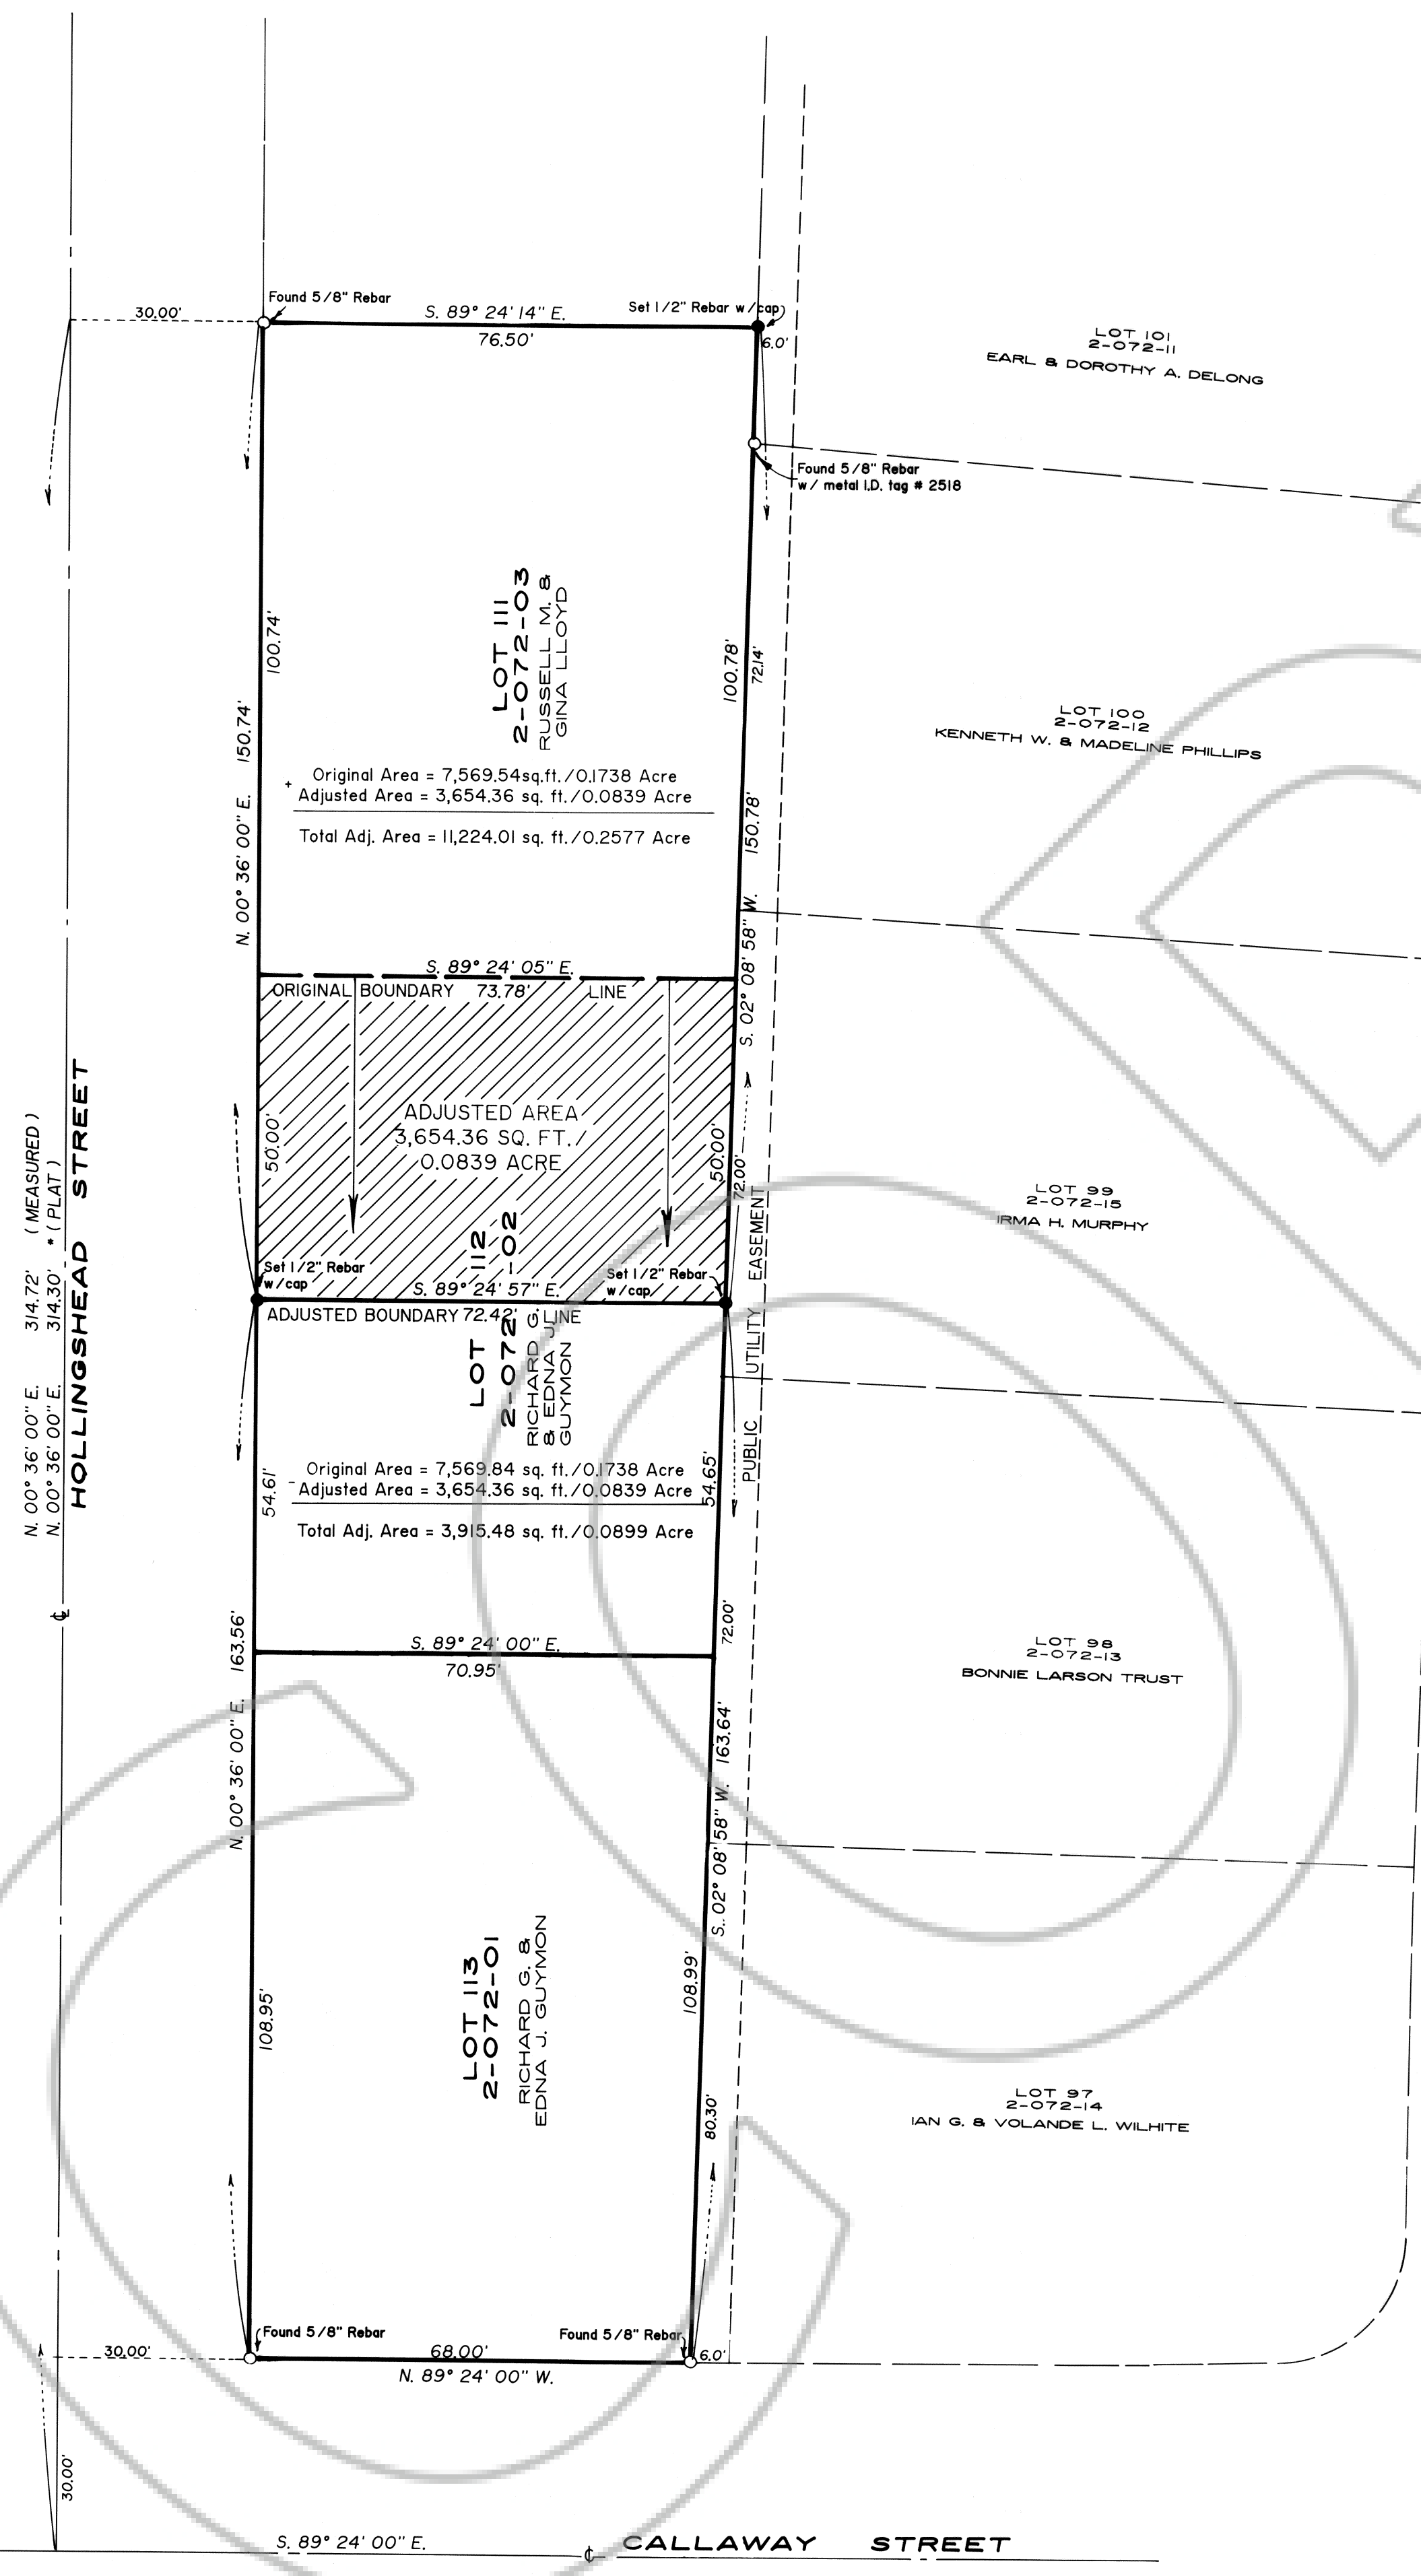 Found 5/8" Rebar
30.00'
S. 89° 24' 14" E.
76.50'
Set 1/2" Rebar w/cap
6.0'
LOT 101
2-072-11
EARL & DOROTHY A. DELONG
Found 5/8" Rebar
w/ metal I.D. tag # 2518
LOT 111
2-072-03
RUSSELL M. &
GINA LLOYD
100.74'
N. 00° 36' 00" E. 150.74'
100.78'
72.14'
S. 02° 08' 58" W. 150.78'
LOT 100
2-072-12
KENNETH W. & MADELINE PHILLIPS
Original Area = 7,569.54sq.ft./0.1738 Acre
+ Adjusted Area = 3,654.36 sq. ft./0.0839 Acre
Total Adj. Area = 11,224.01 sq. ft./0.2577 Acre
S. 89° 24' 05" E.
ORIGINAL BOUNDARY 73.78' LINE
ADJUSTED AREA
3,654.36 SQ. FT./
0.0839 ACRE
50.00'
50.00'
72.00'
N. 00° 36' 00" E. 314.72' (MEASURED)
N. 00° 36' 00" E. 314.30' *(PLAT)
HOLLINGSHEAD STREET
LOT 99
2-072-15
IRMA H. MURPHY
PUBLIC UTILITY EASEMENT
Set 1/2" Rebar
w/cap
S. 89° 24' 57" E.
Set 1/2" Rebar
w/cap
ADJUSTED BOUNDARY 72.42' LINE
LOT 112
2-072-02
RICHARD G.
& EDNA J.
GUYMON
Original Area = 7,569.84 sq. ft./0.1738 Acre
- Adjusted Area = 3,654.36 sq. ft./0.0839 Acre
Total Adj. Area = 3,915.48 sq. ft./0.0899 Acre
54.61'
54.65'
N. 00° 36' 00" E. 163.56'
72.00'
S. 89° 24' 00" E.
70.95'
S. 02° 08' 58" W. 163.64'
LOT 98
2-072-13
BONNIE LARSON TRUST
LOT 113
2-072-01
RICHARD G. &
EDNA J. GUYMON
108.95'
108.99'
80.30'
LOT 97
2-072-14
IAN G. & VOLANDE L. WILHITE
Found 5/8" Rebar
Found 5/8" Rebar
30.00'
68.00'
6.0'
N. 89° 24' 00" W.
30.00'
S. 89° 24' 00" E.
℄ CALLAWAY STREET